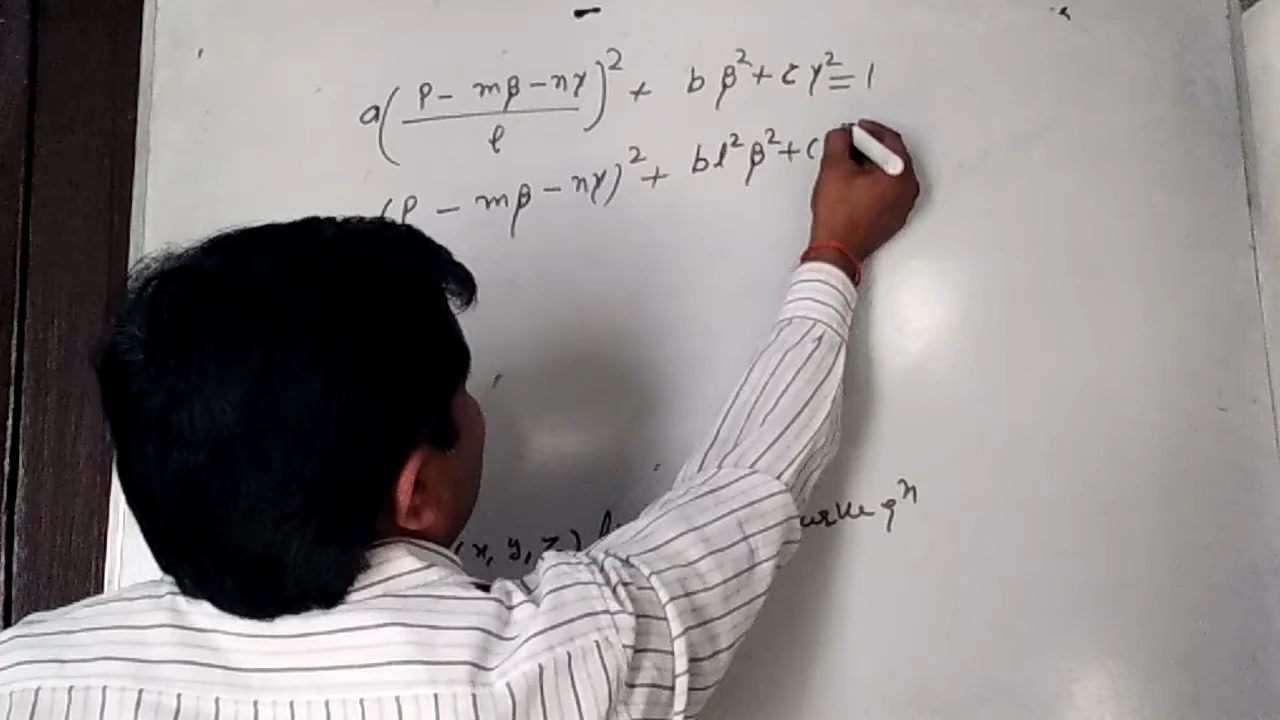 a(p - mβ - nγ / l)² + bβ² + cγ² = 1
(p - mβ - nγ)² + bl²β² + c
(x, y, z)